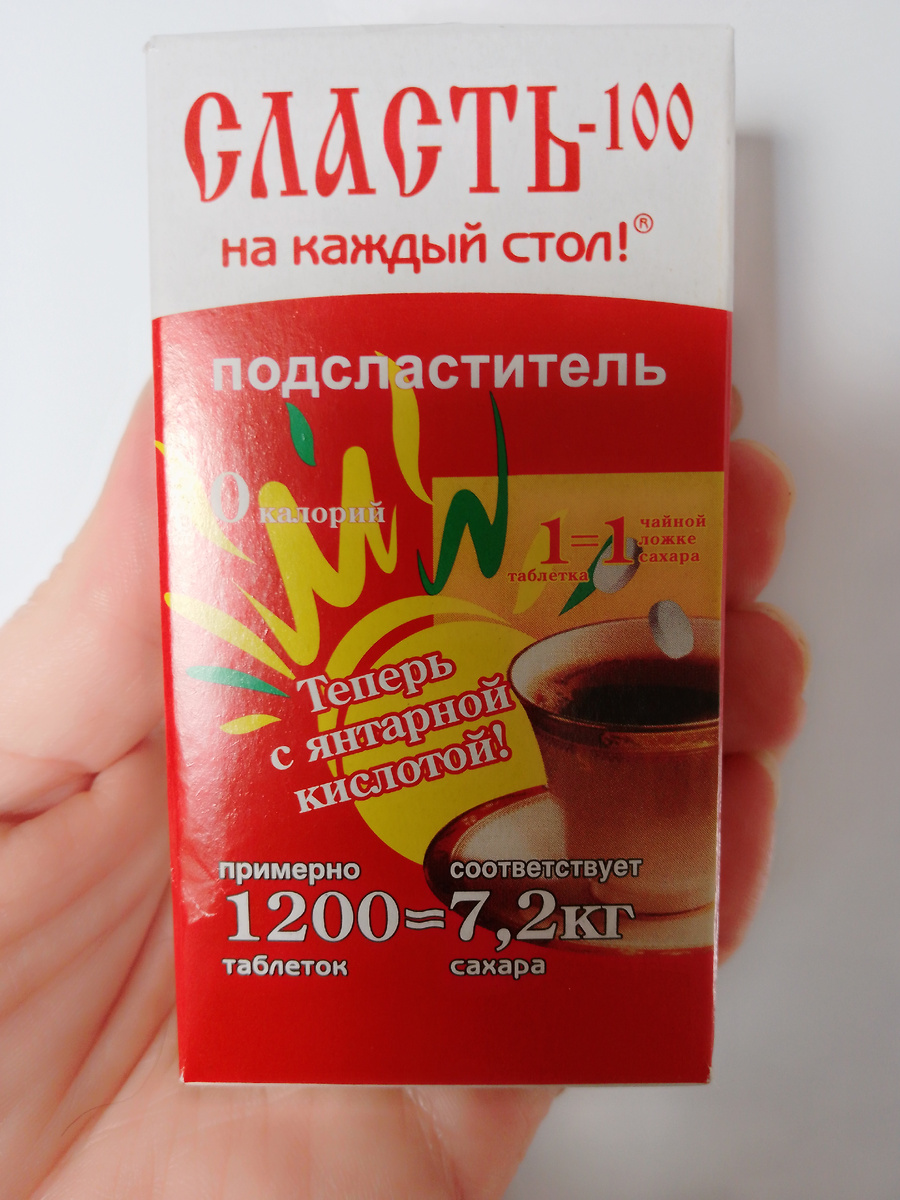 СЛАСТЬ-100
на каждый стол!®
подсластитель
0 калорий
1=1
таблетка
чайной
ложке
сахара
Теперь
с янтарной
кислотой!
примерно соответствует
1200≈7,2кг
таблеток сахара